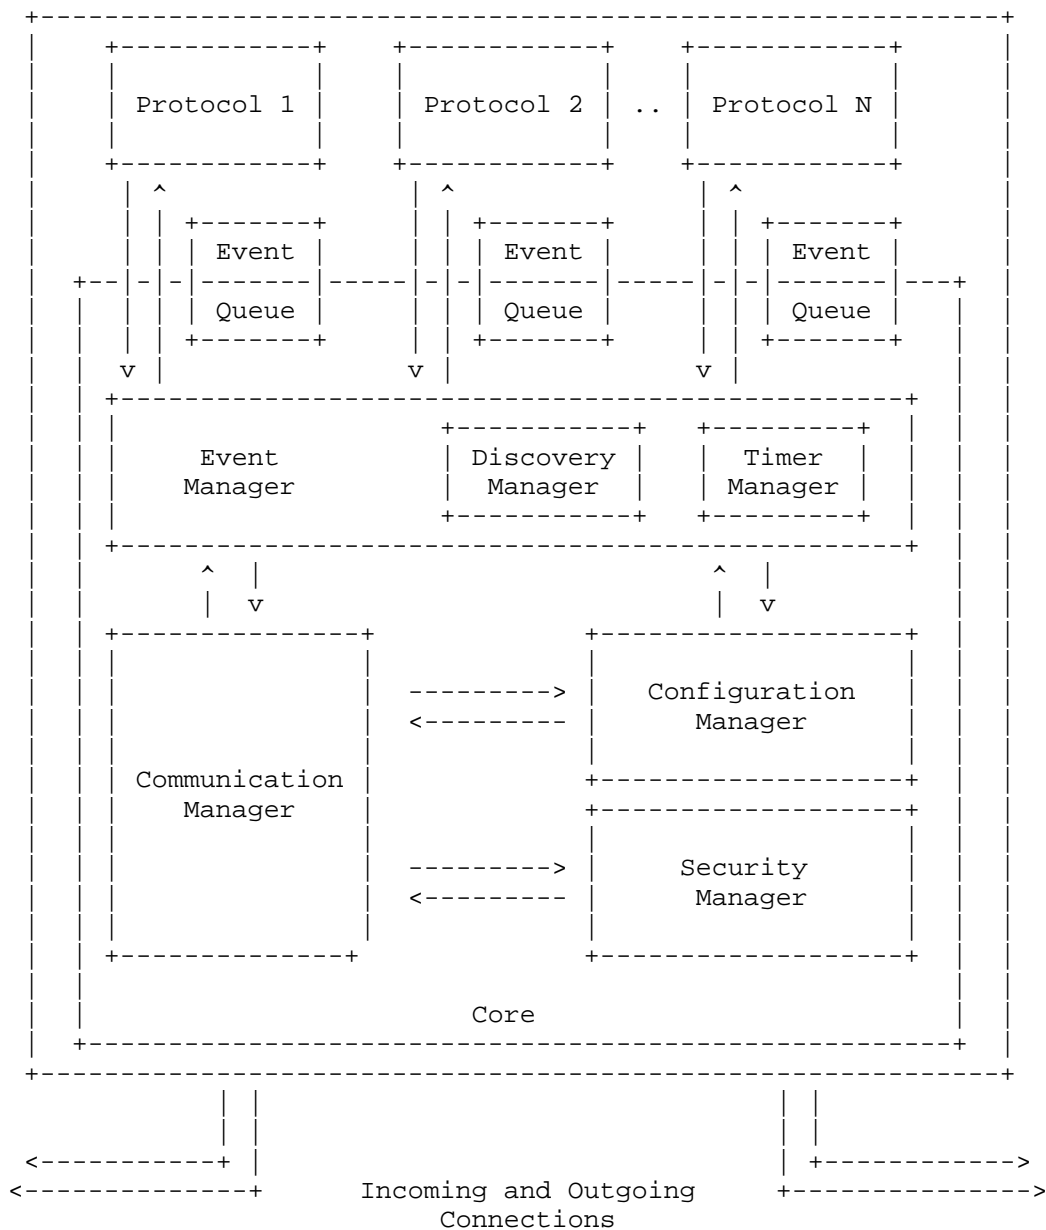 Protocol 1 Protocol 2 .. Protocol N
Event Event Event
Queue Queue Queue
Event Discovery Timer
Manager Manager Manager
Configuration
Manager
Communication
Manager
Security
Manager
Core
Incoming and Outgoing
Connections